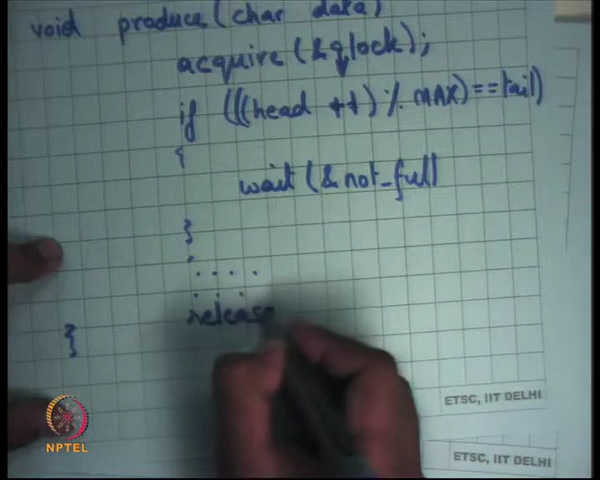 void produce(char data)
acquire (&qlock);
if (((head ++) % MAX) == tail)
{
wait (&not_full
}
. . . .
. . .
release
}
ETSC, IIT DELHI
NPTEL
ETSC, IIT DELHI